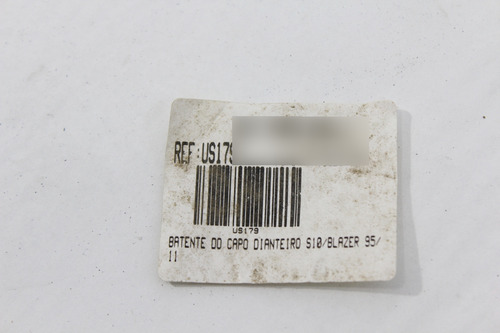 REF:US179
US179
BATENTE DO CAPO DIANTEIRO S10/BLAZER 95/
11